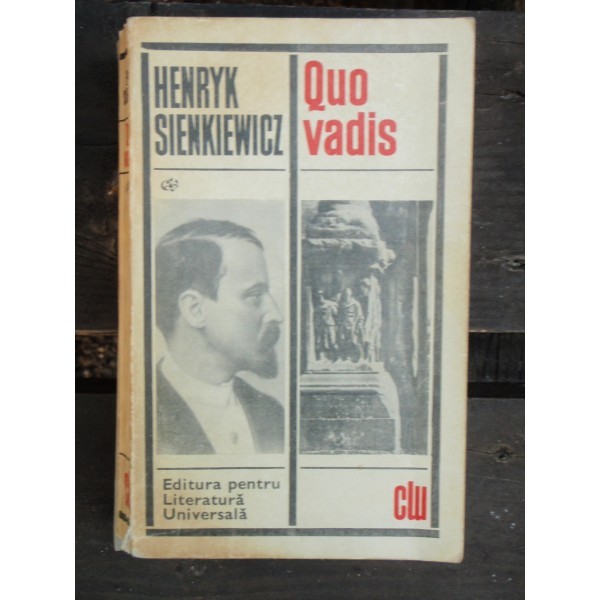 HENRYK
SIENKIEWICZ
Quo
vadis
Editura pentru
Literatură
Universală
clu